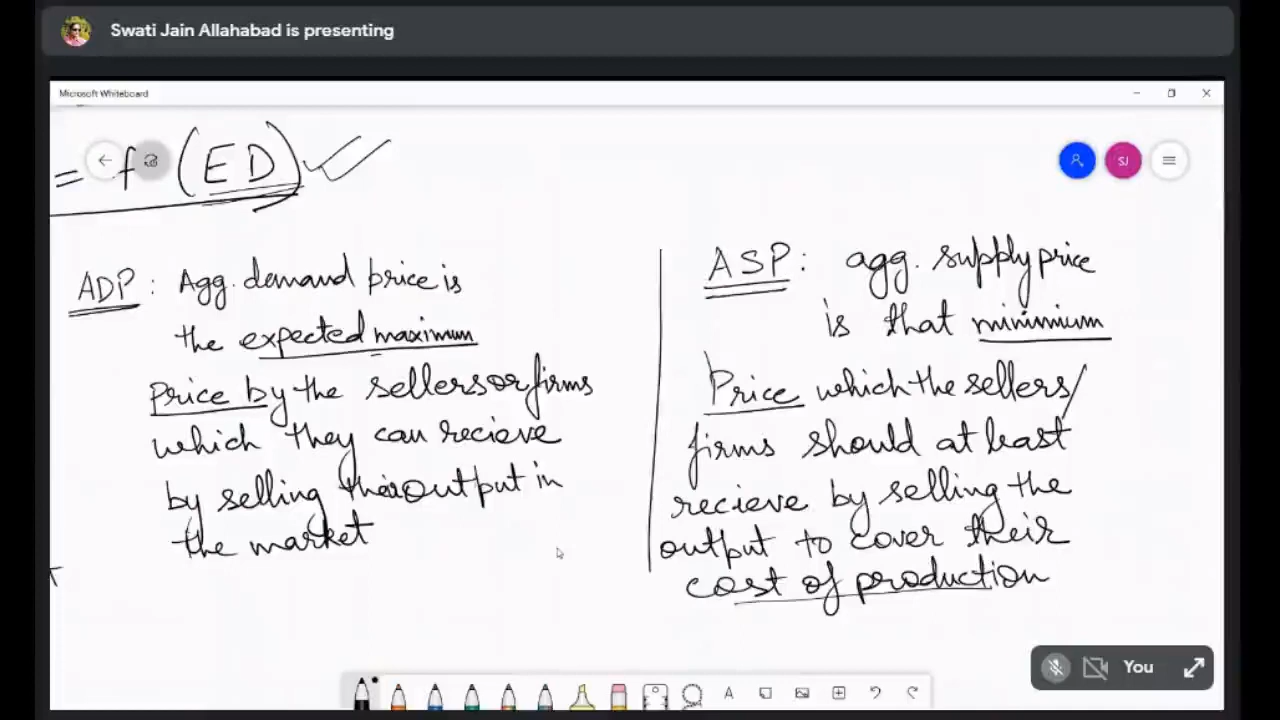 Swati Jain Allahabad is presenting
Microsoft Whiteboard
= f (ED)
SJ
ADP : Agg. demand price is
the expected maximum
Price by the sellers or firms
which they can recieve
by selling their output in
the market
ASP : agg. supply price
is that minimium
Price which the sellers/
firms should at least
recieve by selling the
output to cover their
cost of production
You
A